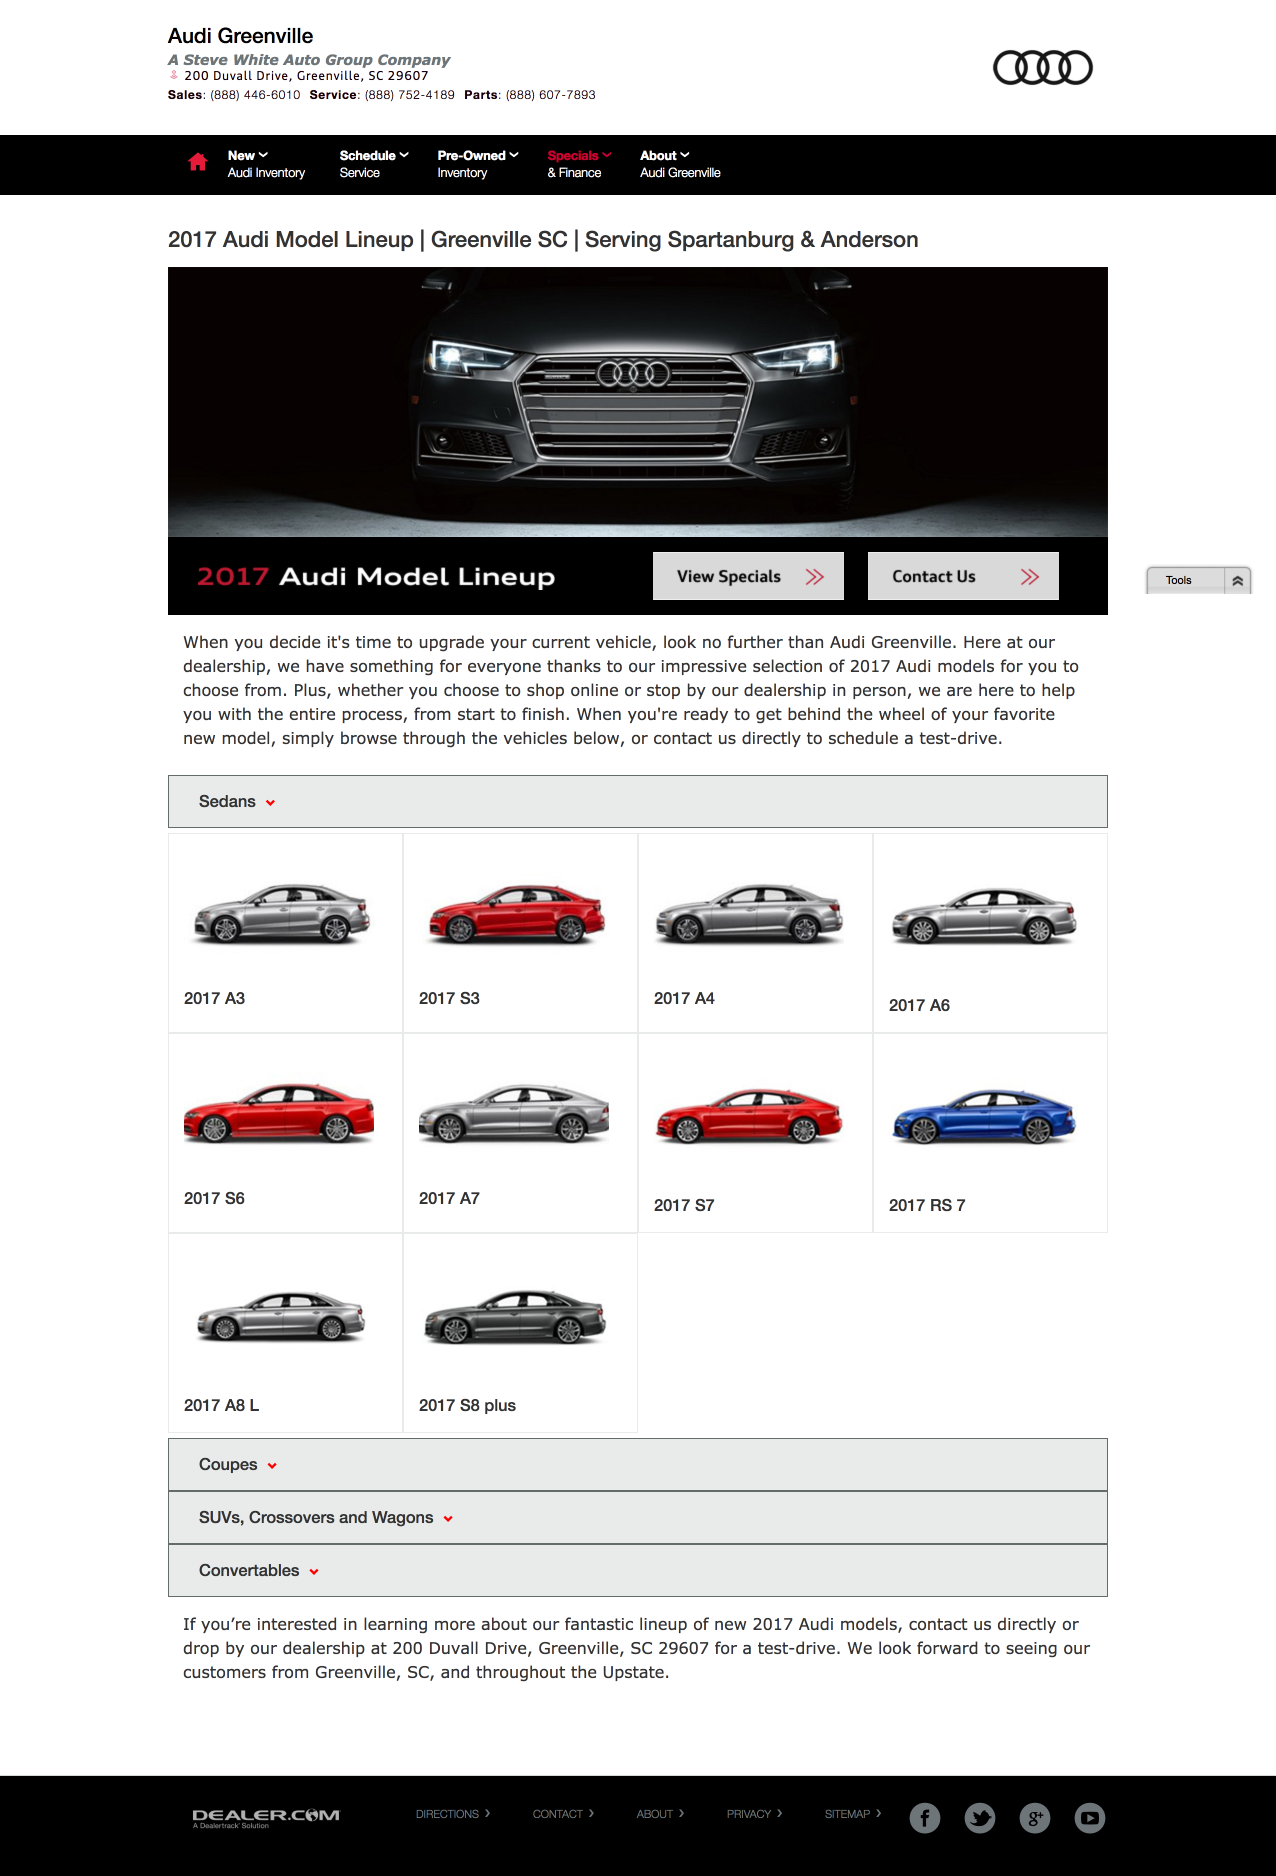 Audi Greenville
A Steve White Auto Group Company
200 Duvall Drive, Greenville, SC 29607
Sales: (888) 446-6010 Service: (888) 752-4189 Parts: (888) 607-7893
New Schedule Pre-Owned Specials About
Audi Inventory Service Inventory & Finance Audi Greenville
2017 Audi Model Lineup | Greenville SC | Serving Spartanburg & Anderson
2017 Audi Model Lineup View Specials Contact Us
Tools
When you decide it's time to upgrade your current vehicle, look no further than Audi Greenville. Here at our
dealership, we have something for everyone thanks to our impressive selection of 2017 Audi models for you to
choose from. Plus, whether you choose to shop online or stop by our dealership in person, we are here to help
you with the entire process, from start to finish. When you're ready to get behind the wheel of your favorite
new model, simply browse through the vehicles below, or contact us directly to schedule a test-drive.
Sedans
2017 A3 2017 S3 2017 A4 2017 A6
2017 S6 2017 A7 2017 S7 2017 RS 7
2017 A8 L 2017 S8 plus
Coupes
SUVs, Crossovers and Wagons
Convertables
If you’re interested in learning more about our fantastic lineup of new 2017 Audi models, contact us directly or
drop by our dealership at 200 Duvall Drive, Greenville, SC 29607 for a test-drive. We look forward to seeing our
customers from Greenville, SC, and throughout the Upstate.
DEALER.COM DIRECTIONS CONTACT ABOUT PRIVACY SITEMAP
A Dealertrack Solution